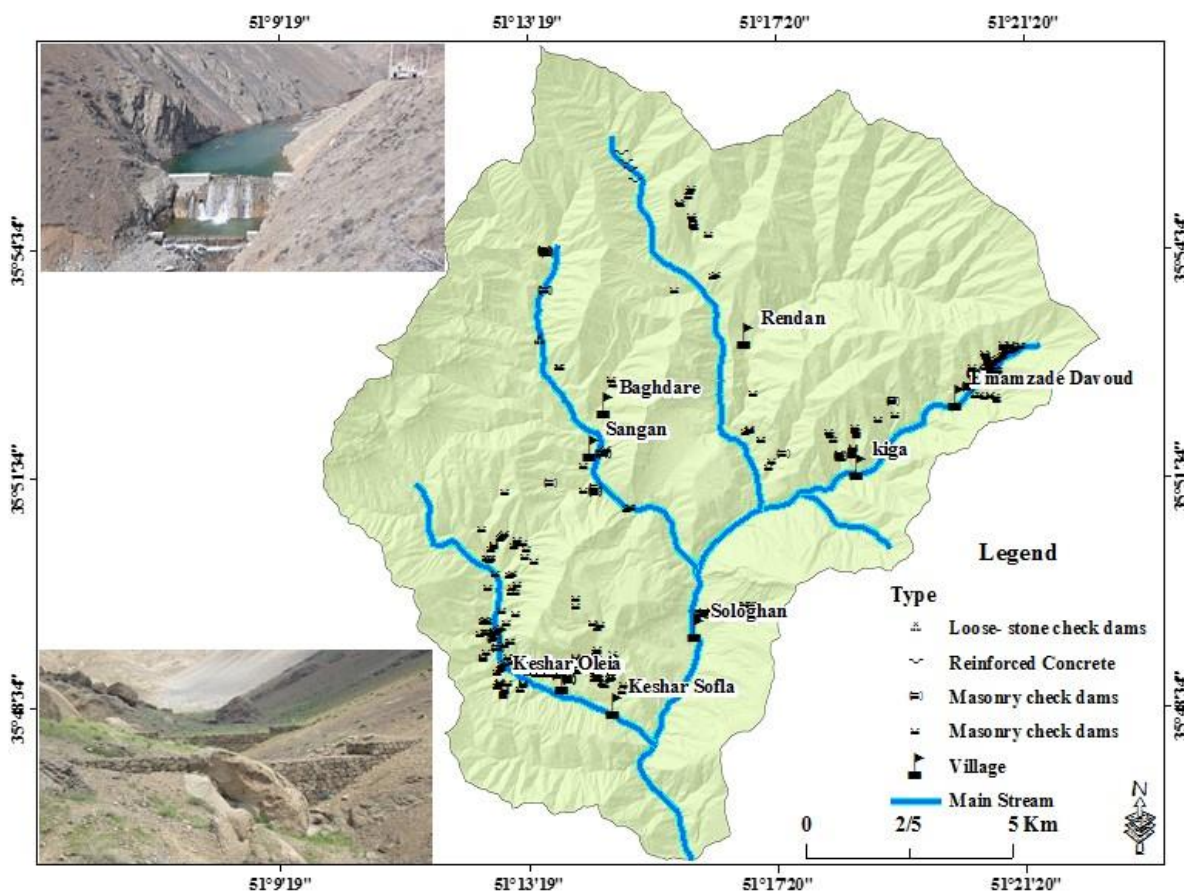 51°9'19" 51°13'19" 51°17'20" 51°21'20"
35°54'34" 35°54'34"
Rendan
Baghdare
Emamzade Davoud
Sangan
kiga
35°51'34" 35°51'34"
Legend
Type
Sologhan
Loose- stone check dams
Reinforced Concrete
Keshar Oleia
Keshar Sofla
Masonry check dams
35°48'34" 35°48'34"
Masonry check dams
Village
N
Main Stream
0 2/5 5 Km
51°9'19" 51°13'19" 51°17'20" 51°21'20"